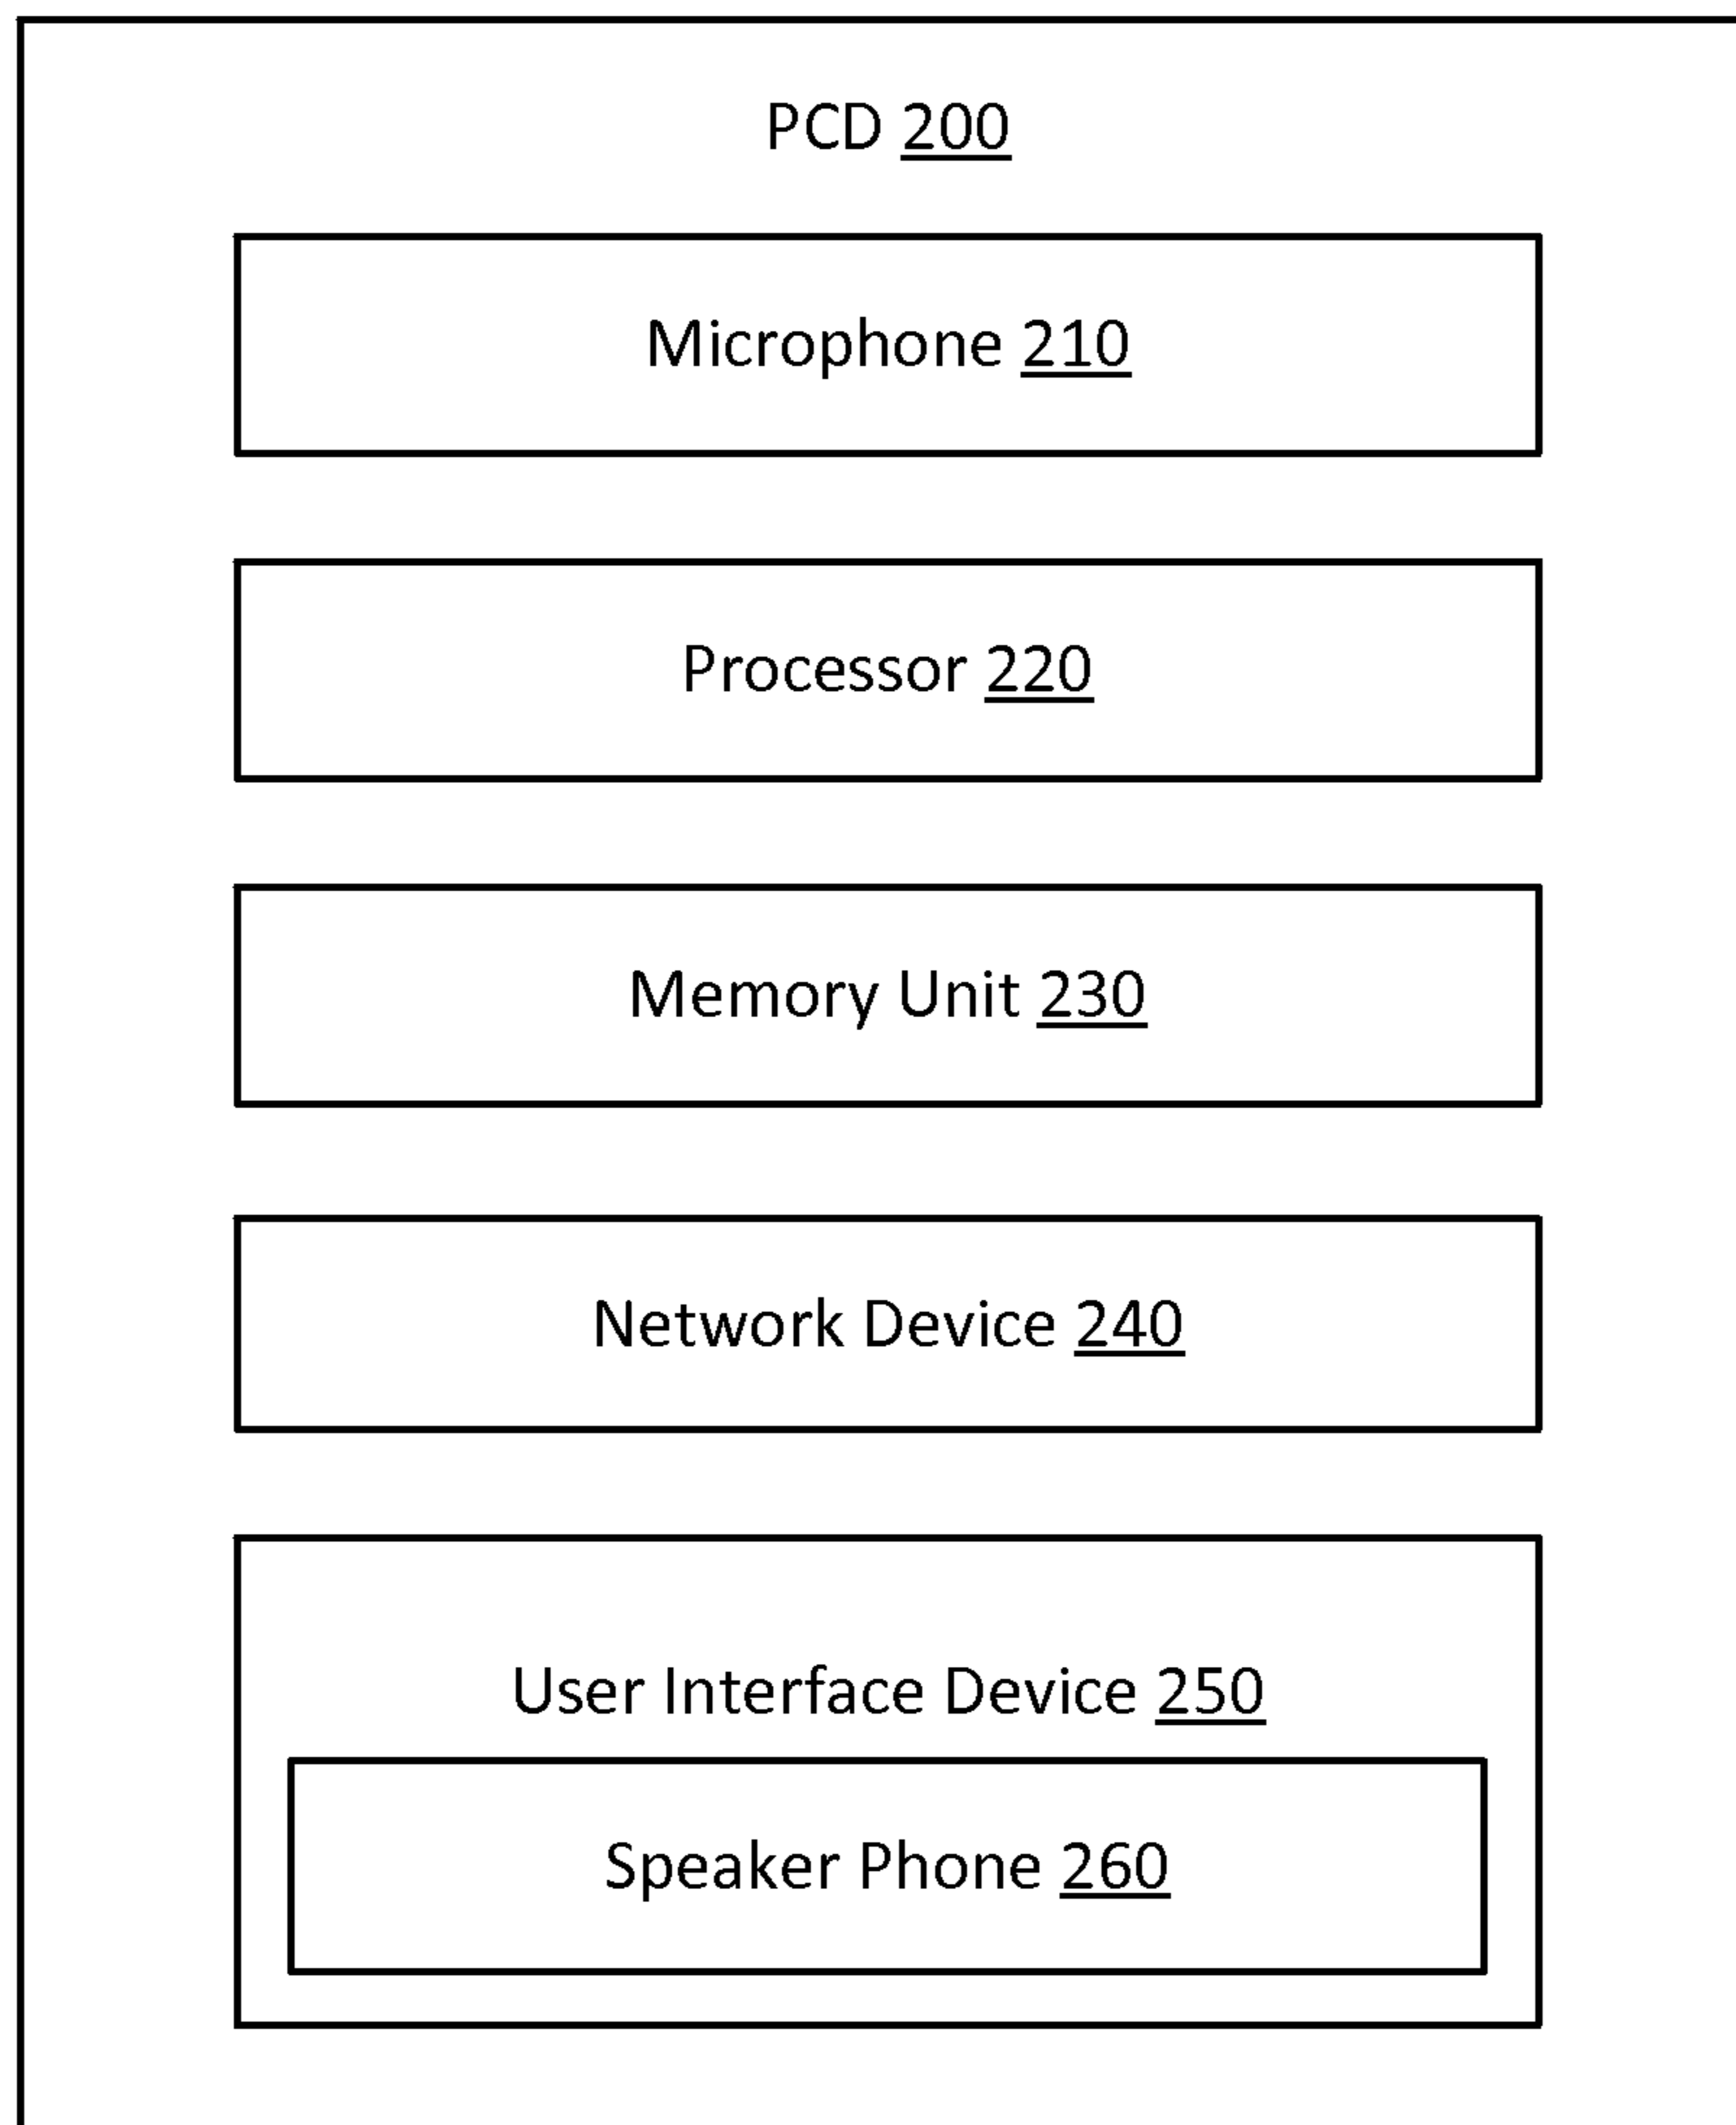 PCD 200
Microphone 210
Processor 220
Memory Unit 230
Network Device 240
User Interface Device 250
Speaker Phone 260